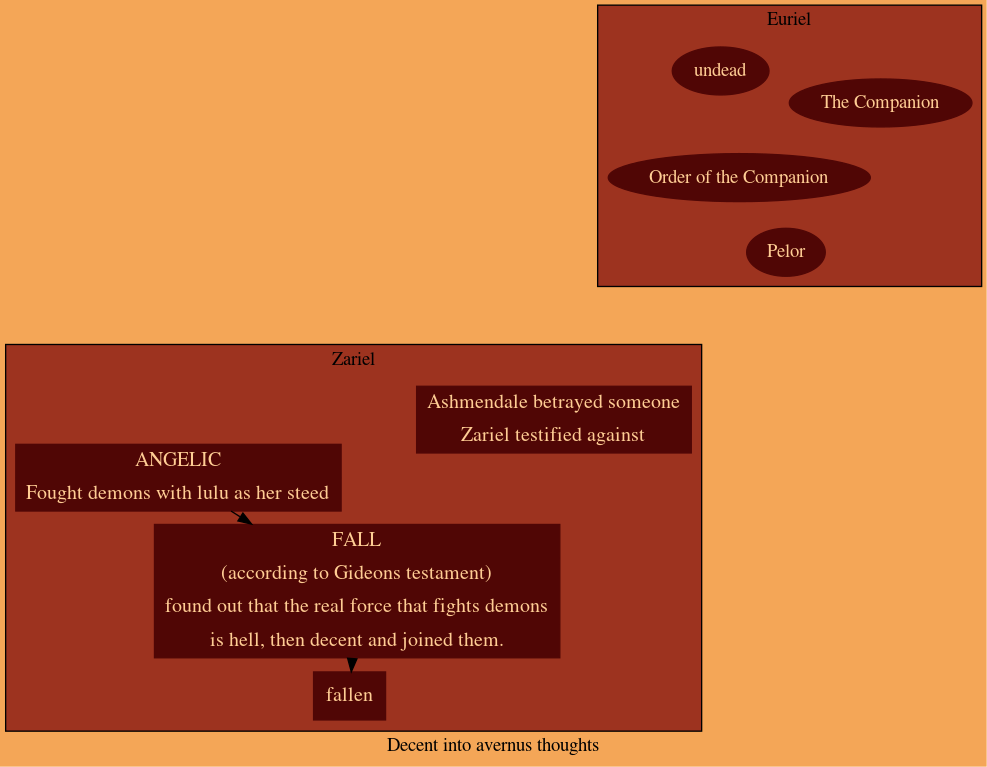 Euriel
undead
The Companion
Order of the Companion
Pelor
Zariel
Ashmendale betrayed someone
Zariel testified against
ANGELIC
Fought demons with lulu as her steed
FALL
(according to Gideons testament)
found out that the real force that fights demons
is hell, then decent and joined them.
fallen
Decent into avernus thoughts